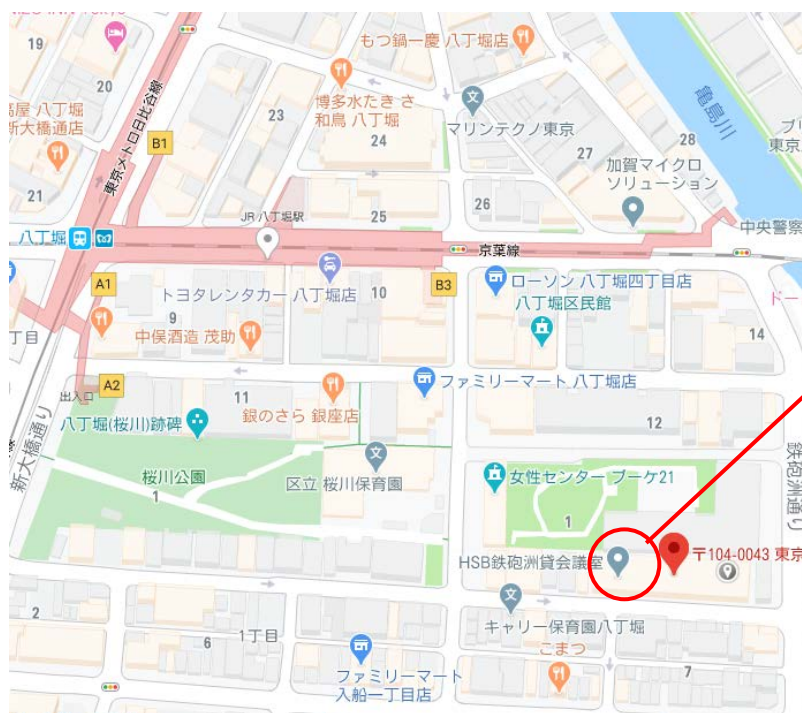 19
20
もつ鍋一慶 八丁堀店
28
八丁堀
新大橋通店
東京メトロ日比谷線
23
博多水たき さ
和鳥 八丁堀
24
マリンテクノ東京
亀島川
東京
B1
27
加賀マイクロ
ソリューション
21
26
25
JR 八丁堀駅
中央警察
八丁堀
京葉線
A1
トヨタレンタカー 八丁堀店
10
B3
ローソン 八丁堀四丁目店
八丁堀区民館
9
中俣酒造 茂助
14
丁目
A2
出入口
11
銀のさら 銀座店
ファミリーマート 八丁堀店
12
八丁堀(桜川)跡碑
新大橋通り
桜川公園
1
区立 桜川保育園
女性センター ブーケ21
1
鉄砲洲通り
HSB鉄砲洲貸会議室
〒104-0043 東京
キャリー保育園八丁堀
2
6
1丁目
こまつ
7
ファミリーマート
入船一丁目店